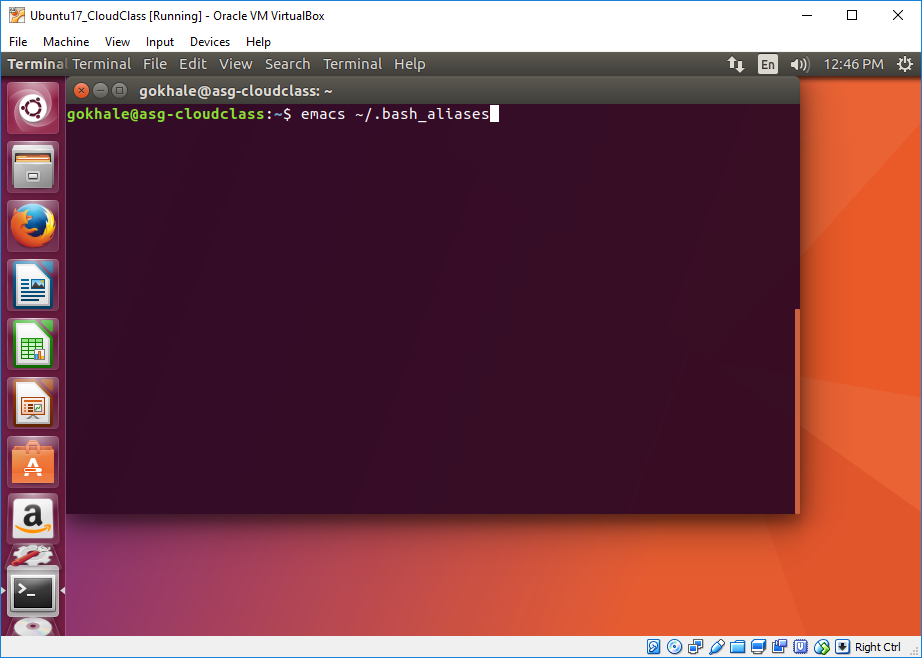 Ubuntu17_CloudClass [Running] - Oracle VM VirtualBox
File Machine View Input Devices Help
Terminal Terminal File Edit View Search Terminal Help En 12:46 PM
gokhale@asg-cloudclass: ~
gokhale@asg-cloudclass:~$ emacs ~/.bash_aliases
A
a
>_
Right Ctrl